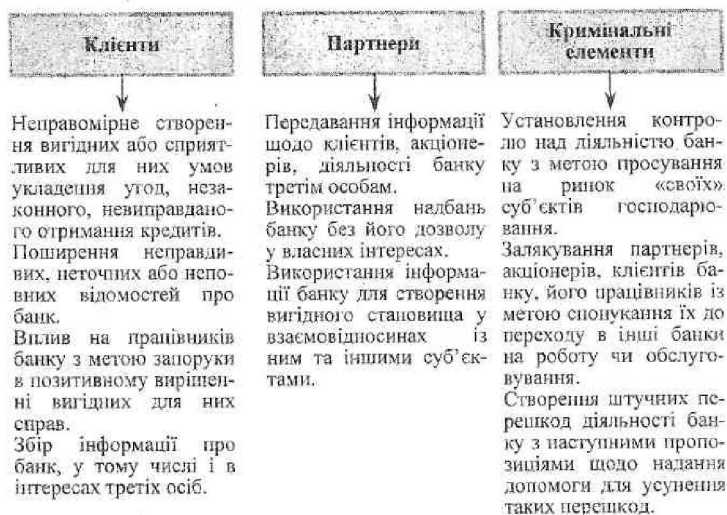 Клієнти
Неправомірне створен-
ня вигідних або сприят-
ливих для них умов
укладення угод, неза-
конного, невиправдано-
го отримання кредитів.
Поширення неправди-
вих, неточних або непо-
вних відомостей про
банк.
Вплив на працівників
банку з метою запоруки
в позитивному вирішен-
ні вигідних для них
справ.
Збір інформації про
банк, у тому числі і в
інтересах третіх осіб.
Партнери
Передавання інформації
щодо клієнтів, акціоне-
рів, діяльності банку
третім особам.
Використання надбань
банку без його дозволу
у власних інтересах.
Використання інформа-
ції банку для створення
вигідного становища у
взаємовідносинах із
ним та іншими суб’єк-
тами.
Кримінальні
елементи
Установлення контро-
лю над діяльністю бан-
ку з метою просування
на ринок «своїх»
суб’єктів господарю-
вання.
Залякування партнерів,
акціонерів, клієнтів ба-
нку, його працівників із
метою спонукання їх до
переходу в інші банки
на роботу чи обслуго-
вування.
Створення штучних пе-
решкод діяльності бан-
ку з наступними пропо-
зиціями щодо надання
допомоги для усунення
таких перешкод.